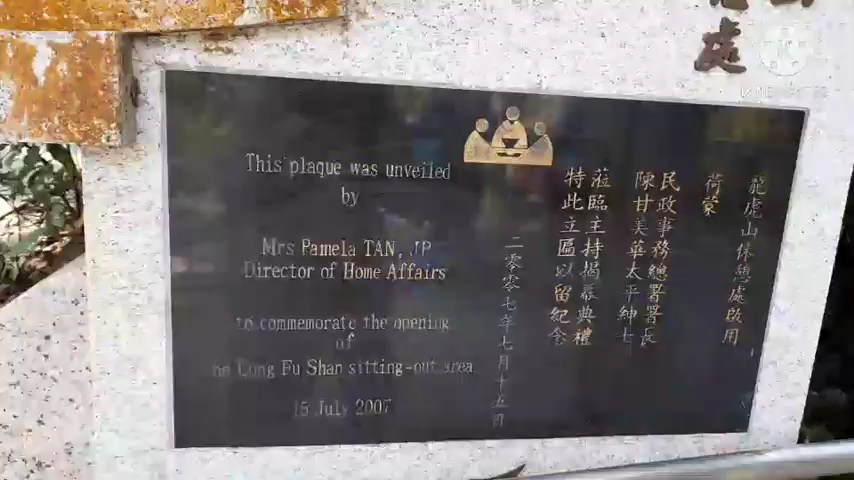 處
This plaque was unveiled
by
Mrs Pamela TAN, JP
Director of Home Affairs
to commemorate the opening
of
Lung Fu Shan sitting-out area
15 July 2007
龍虎山休憩處啟用
荷蒙
民政事務總署署長
陳甘美華太平紳士
蒞臨主持揭幕典禮
特此立匾以留紀念
二零零七年七月十五日